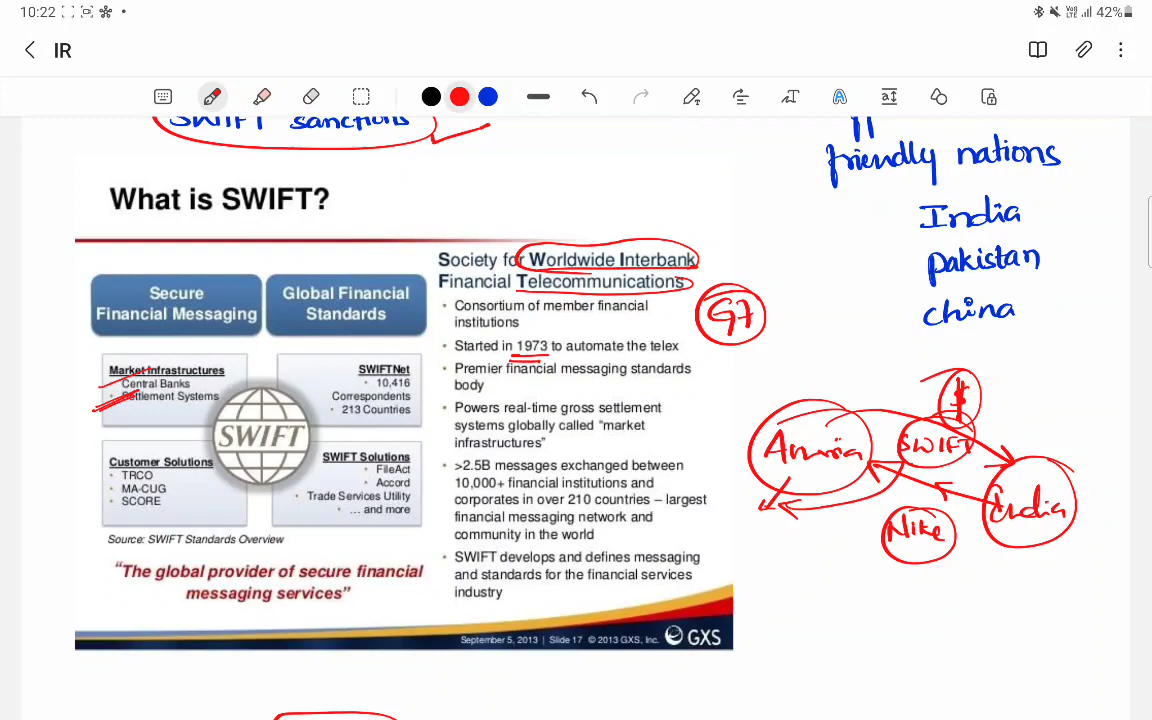 10:22
42%
IR
SWIFT sanctions
friendly nations
India
pakistan
china
What is SWIFT?
Secure
Financial Messaging
Global Financial
Standards
Market Infrastructures
• Central Banks
• Settlement Systems
SWIFTNet
• 10,416
Correspondents
• 213 Countries
SWIFT
Customer Solutions
• TRCO
• MA-CUG
• SCORE
SWIFT Solutions
• FileAct
• Accord
• Trade Services Utility
• ... and more
Source: SWIFT Standards Overview
"The global provider of secure financial
messaging services"
Society for Worldwide Interbank
Financial Telecommunications
• Consortium of member financial
institutions
• Started in 1973 to automate the telex
• Premier financial messaging standards
body
• Powers real-time gross settlement
systems globally called "market
infrastructures"
• >2.5B messages exchanged between
10,000+ financial institutions and
corporates in over 210 countries – largest
financial messaging network and
community in the world
• SWIFT develops and defines messaging
and standards for the financial services
industry
September 5, 2013 | Slide 17 © 2013 GXS, Inc. GXS
G7
$
SWIFT
India
Nike